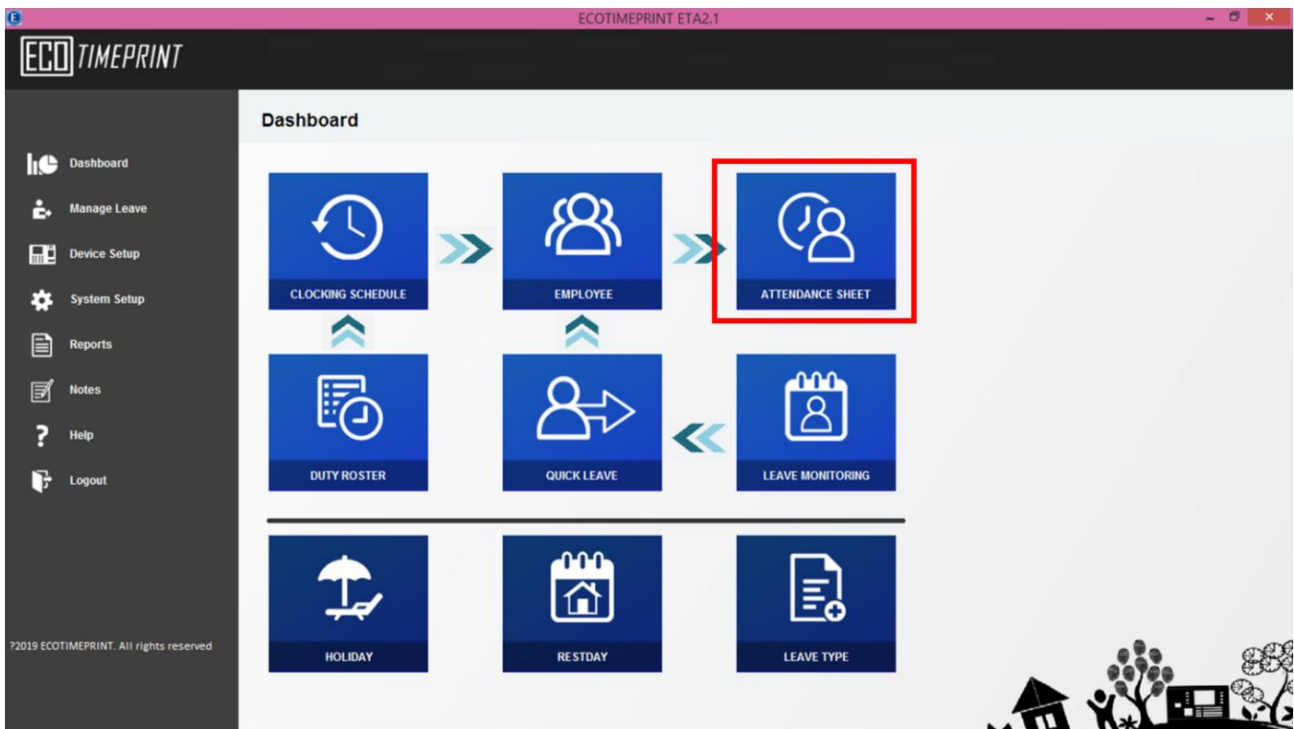 ECOTIMEPRINT ETA2.1
ECO TIMEPRINT
Dashboard
Dashboard
Manage Leave
Device Setup
System Setup
Reports
Notes
Help
Logout
?2019 ECOTIMEPRINT. All rights reserved
CLOCKING SCHEDULE
EMPLOYEE
ATTENDANCE SHEET
DUTY ROSTER
QUICK LEAVE
LEAVE MONITORING
HOLIDAY
RESTDAY
LEAVE TYPE